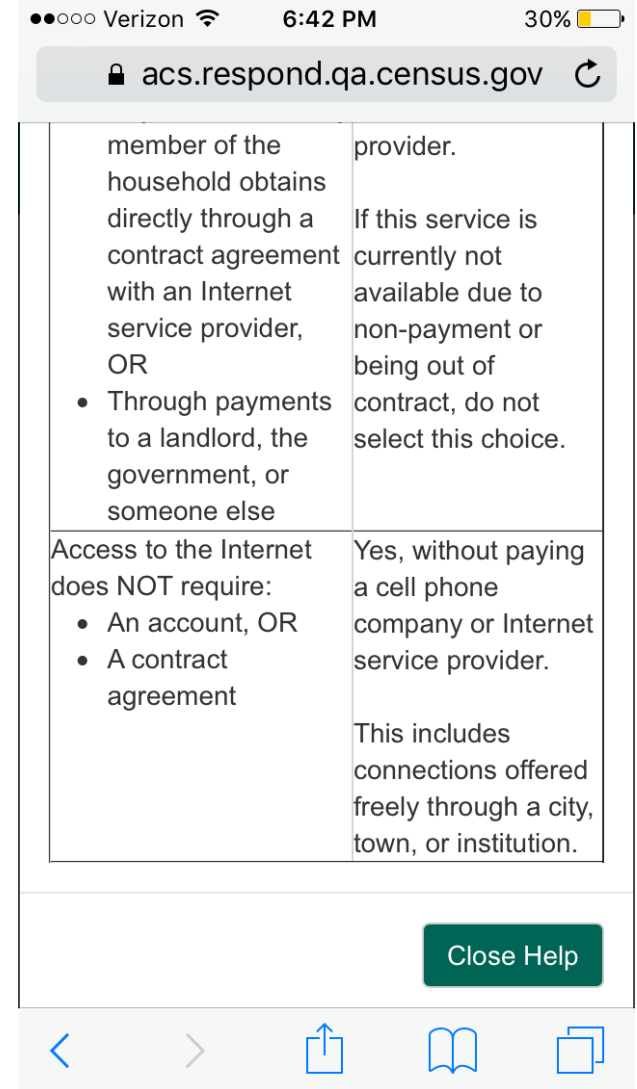 Verizon 6:42 PM 30%
acs.respond.qa.census.gov
member of the
household obtains
directly through a
contract agreement
with an Internet
service provider,
OR
• Through payments
to a landlord, the
government, or
someone else
provider.
If this service is
currently not
available due to
non-payment or
being out of
contract, do not
select this choice.
Access to the Internet
does NOT require:
• An account, OR
• A contract
agreement
Yes, without paying
a cell phone
company or Internet
service provider.
This includes
connections offered
freely through a city,
town, or institution.
Close Help